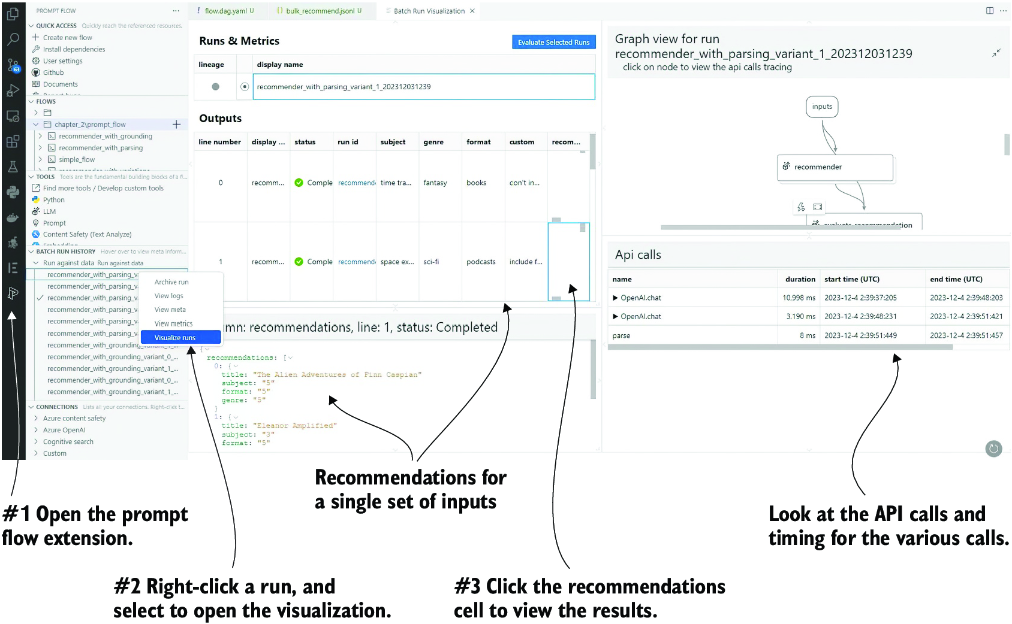 PROMPT FLOW
QUICK ACCESS Quickly reach the referenced resources.
Create new flow
Install dependencies
User settings
Github
Documents
FLOWS
chapter_2\prompt_flow
recommender_with_grounding
recommender_with_parsing
simple_flow
TOOLS Tools are the fundamental building blocks of a fl...
Find more tools / Develop custom tools
Python
LLM
Prompt
Content Safety (Text Analyze)
BATCH RUN HISTORY Hover over to view meta inform...
Run against data Run against data
recommender_with_parsing_v
recommender_with_parsing_v
recommender_with_parsing_v
recommender_with_parsing_v
recommender_with_parsing_v
recommender_with_parsing_v
recommender_with_grounding_variant_1_...
recommender_with_grounding_variant_0_...
recommender_with_grounding_variant_1_...
recommender_with_grounding_variant_0_...
recommender_with_grounding_variant_1_...
Archive run
View logs
View meta
View metrics
Visualize runs
CONNECTIONS Lists all your connections. Right-click t...
Azure content safety
Azure OpenAI
Cognitive search
Custom
flow.dag.yaml U
bulk_recommend.jsonl U
Batch Run Visualization
Runs & Metrics
Evaluate Selected Runs
lineage display name
recommender_with_parsing_variant_1_202312031239
Outputs
line number display ... status run id subject genre format custom recom...
0 recomm... Comple recommende time tra... fantasy books con't in...
1 recomm... Comple recommende space ex... sci-fi podcasts include f...
mn: recommendations, line: 1, status: Completed
recommendations: [
0: {
title: "The Alien Adventures of Finn Caspian"
subject: "5"
format: "5"
genre: "5"
}
1: {
title: "Eleanor Amplified"
subject: "3"
format: "5"
Graph view for run
recommender_with_parsing_variant_1_202312031239
click on node to view the api calls tracing
inputs
recommender
evaluate_recommendation
Api calls
name duration start time (UTC) end time (UTC)
OpenAI.chat 10.998 ms 2023-12-4 2:39:37:205 2023-12-4 2:39:48:203
OpenAI.chat 3.190 ms 2023-12-4 2:39:48:231 2023-12-4 2:39:51:421
parse 8 ms 2023-12-4 2:39:51:449 2023-12-4 2:39:51:457
#1 Open the prompt
flow extension.
#2 Right-click a run, and
select to open the visualization.
Recommendations for
a single set of inputs
#3 Click the recommendations
cell to view the results.
Look at the API calls and
timing for the various calls.